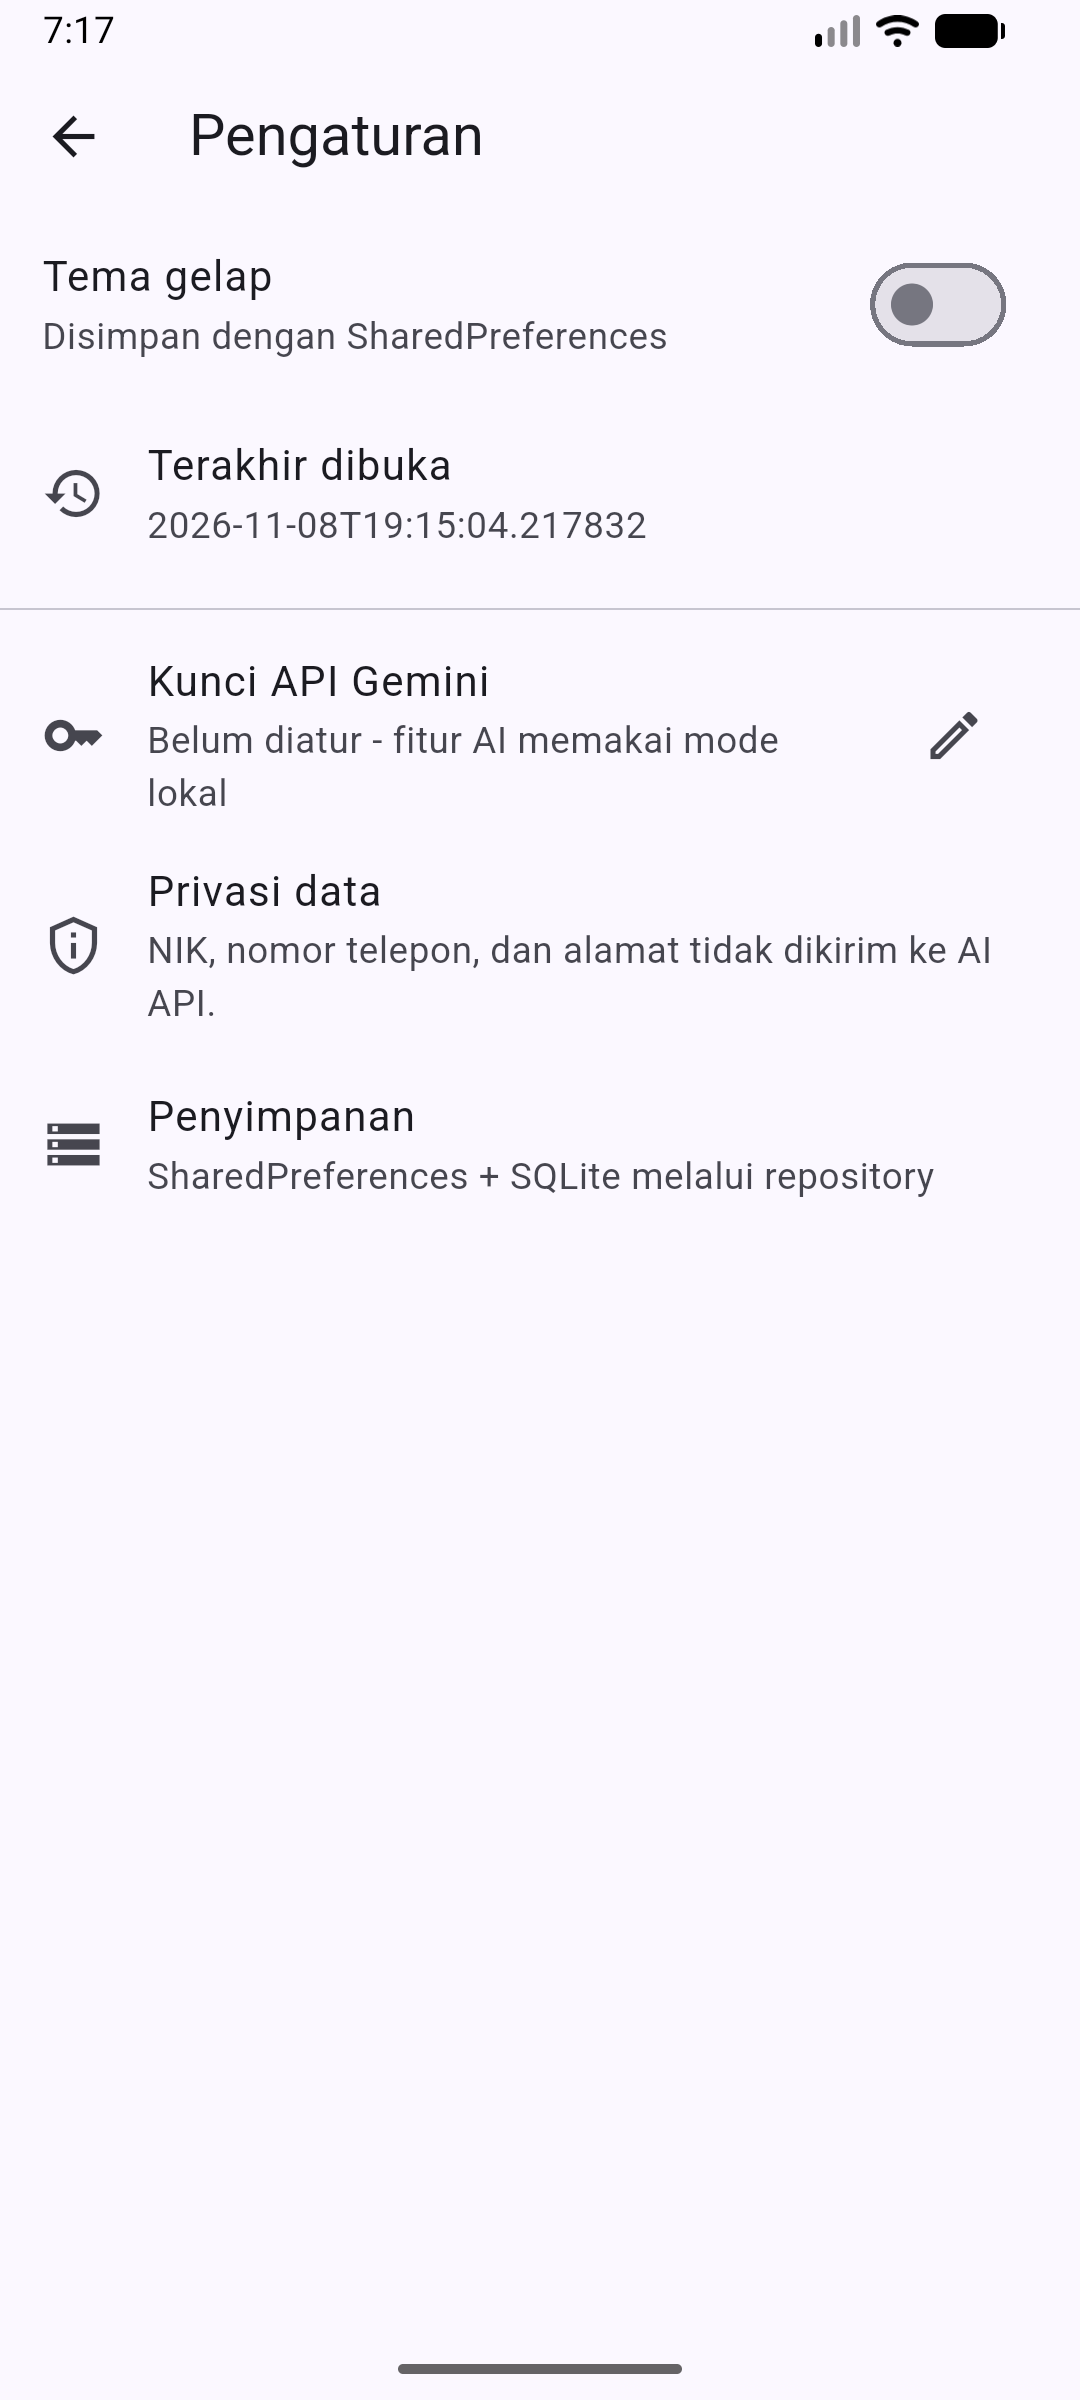 7:17
Pengaturan
Tema gelap
Disimpan dengan SharedPreferences
Terakhir dibuka
2026-11-08T19:15:04.217832
Kunci API Gemini
Belum diatur - fitur AI memakai mode
lokal
Privasi data
NIK, nomor telepon, dan alamat tidak dikirim ke AI
API.
Penyimpanan
SharedPreferences + SQLite melalui repository